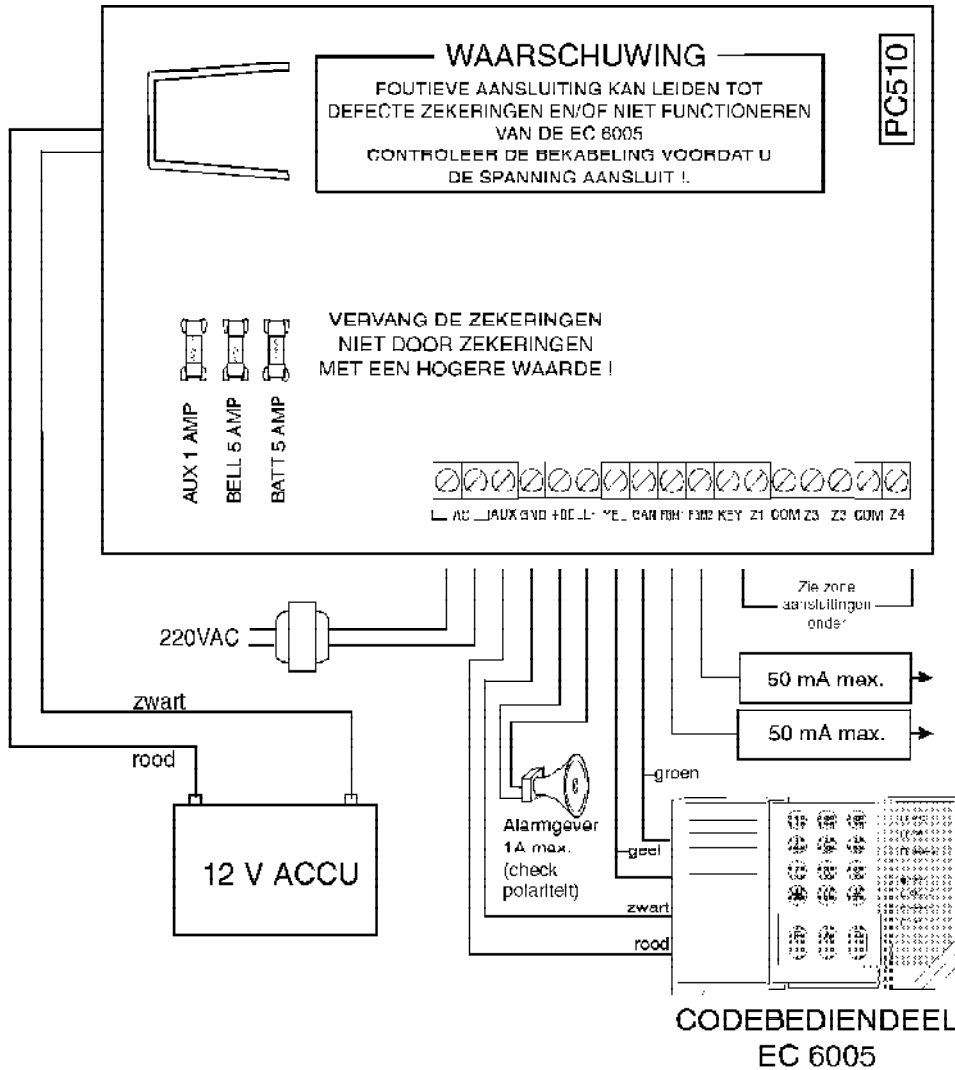 WAARSCHUWING
FOUTIEVE AANSLUITING KAN LEIDEN TOT
DEFECTE ZEKERINGEN EN/OF NIET FUNCTIONEREN
VAN DE EC 6005
CONTROLEER DE BEKABELING VOORDAT U
DE SPANNING AANSLUIT !.
PC510
VERVANG DE ZEKERINGEN
NIET DOOR ZEKERINGEN
MET EEN HOGERE WAARDE !
AUX 1 AMP
BELL 5 AMP
BATT 5 AMP
AC AUX GND +BELL- YEL KEY Z1 COM Z3 Z3 COM Z4
Zie zone
aansluitingen
onder
220VAC
50 mA max.
50 mA max.
zwart
rood
12 V ACCU
Alarmgever
1A max.
(check
polariteit)
groen
geel
zwart
rood
CODEBEDIENDEEL
EC 6005